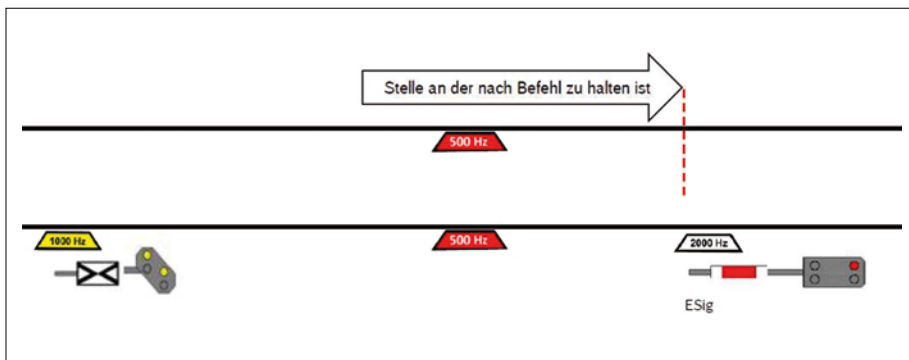 Stelle an der nach Befehl zu halten ist
500 Hz
1000 Hz
500 Hz
2000 Hz
ESig